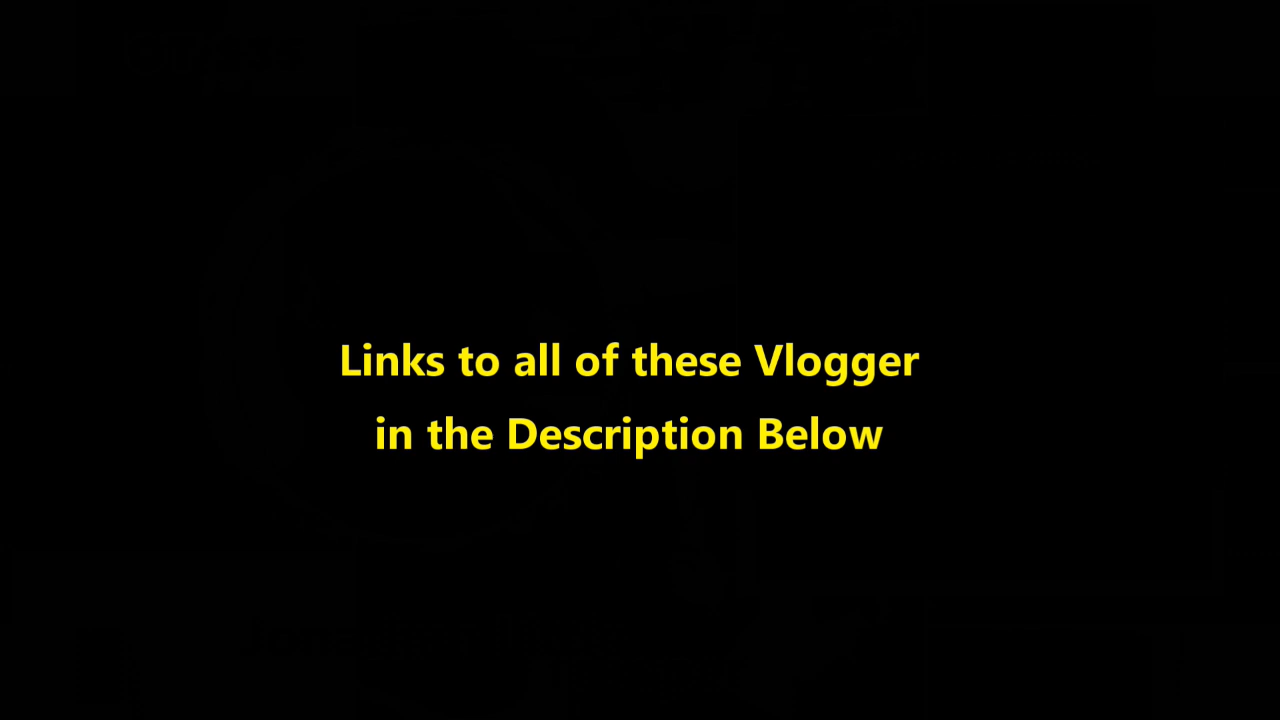 Links to all of these Vlogger
in the Description Below